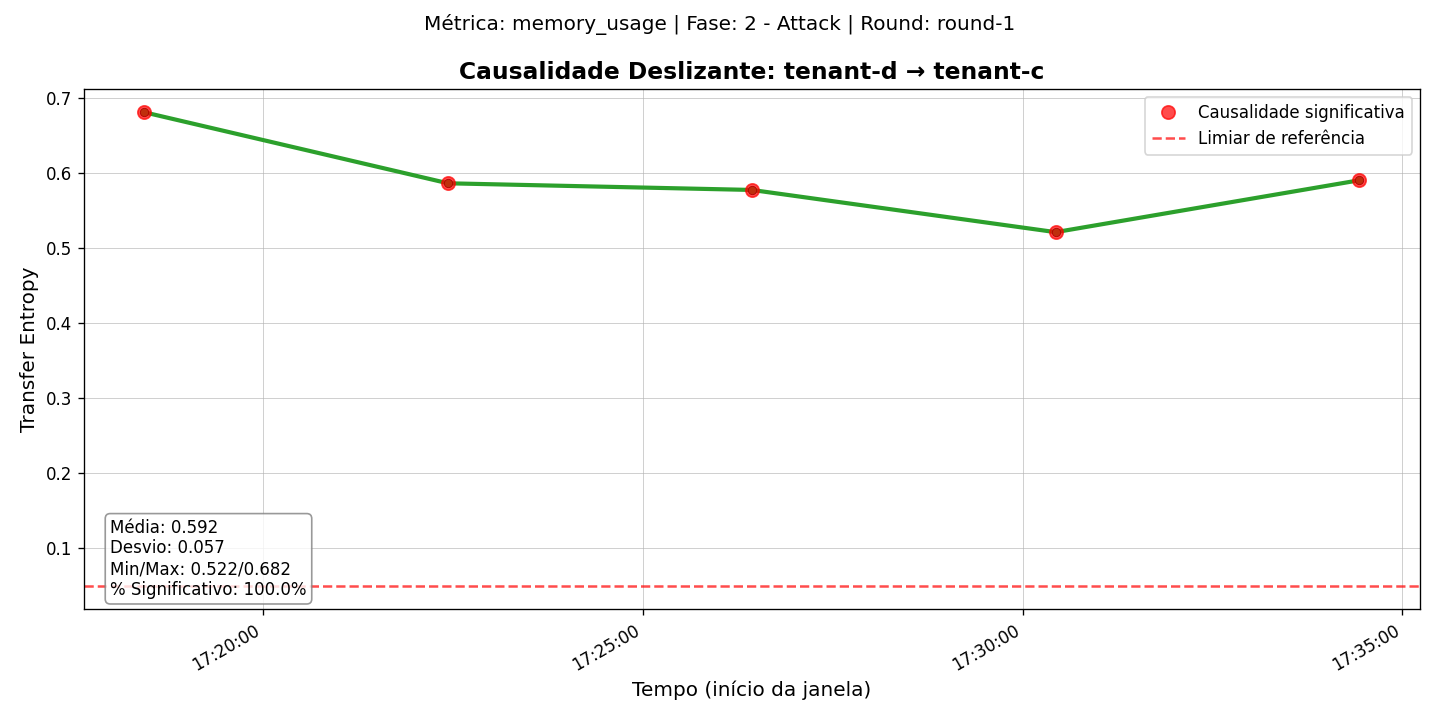 Métrica: memory_usage | Fase: 2 - Attack | Round: round-1
Causalidade Deslizante: tenant-d → tenant-c
Causalidade significativa
Limiar de referência
Transfer Entropy
0.7
0.6
0.5
0.4
0.3
0.2
0.1
Média: 0.592
Desvio: 0.057
Min/Max: 0.522/0.682
% Significativo: 100.0%
17:20:00
17:25:00
17:30:00
17:35:00
Tempo (início da janela)